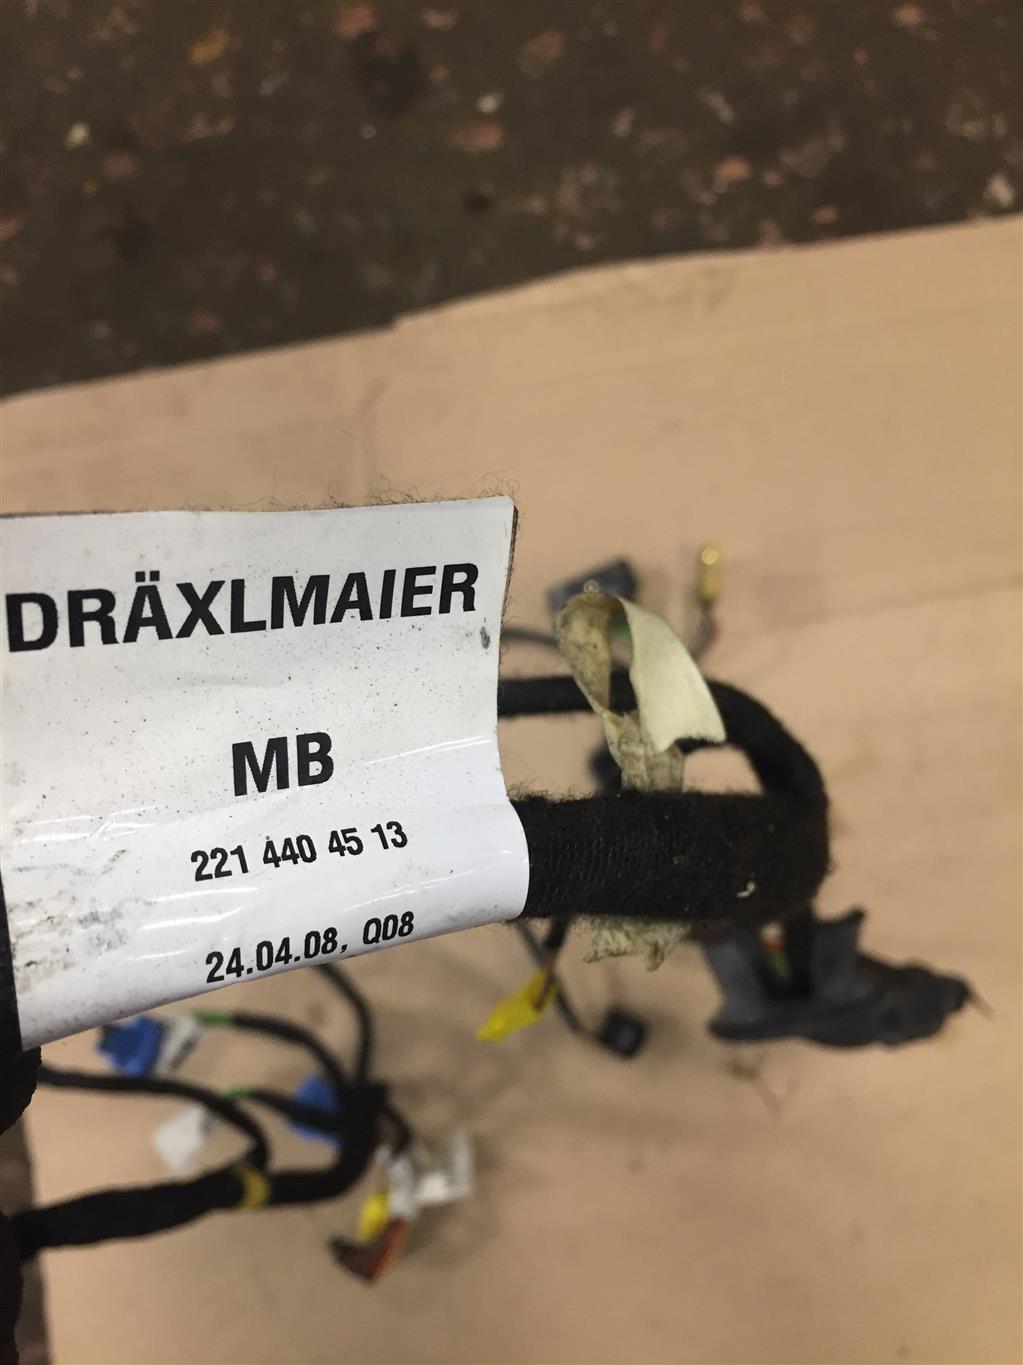 DRÄXLMAIER
MB
221 440 45 13
24.04.08, Q08